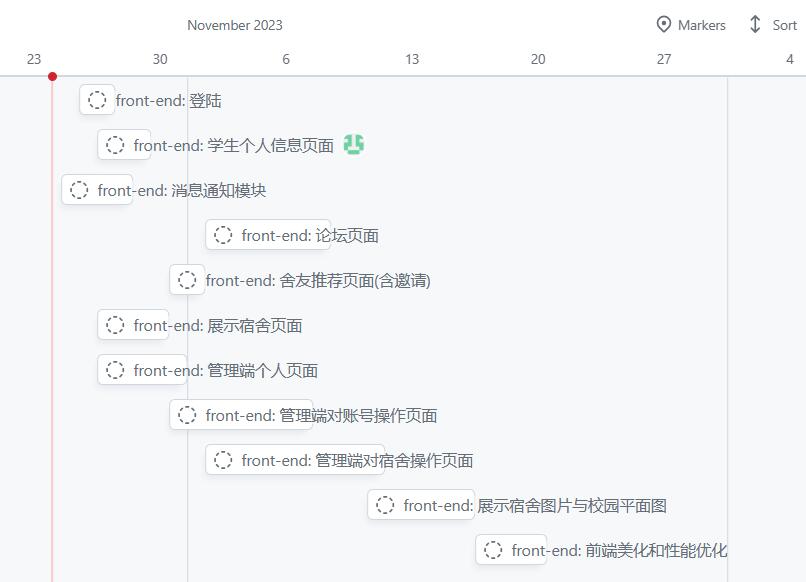 November 2023 Markers Sort
23 30 6 13 20 27 4
front-end: 登陆
front-end: 学生个人信息页面
front-end: 消息通知模块
front-end: 论坛页面
front-end: 舍友推荐页面(含邀请)
front-end: 展示宿舍页面
front-end: 管理端个人页面
front-end: 管理端对账号操作页面
front-end: 管理端对宿舍操作页面
front-end: 展示宿舍图片与校园平面图
front-end: 前端美化和性能优化